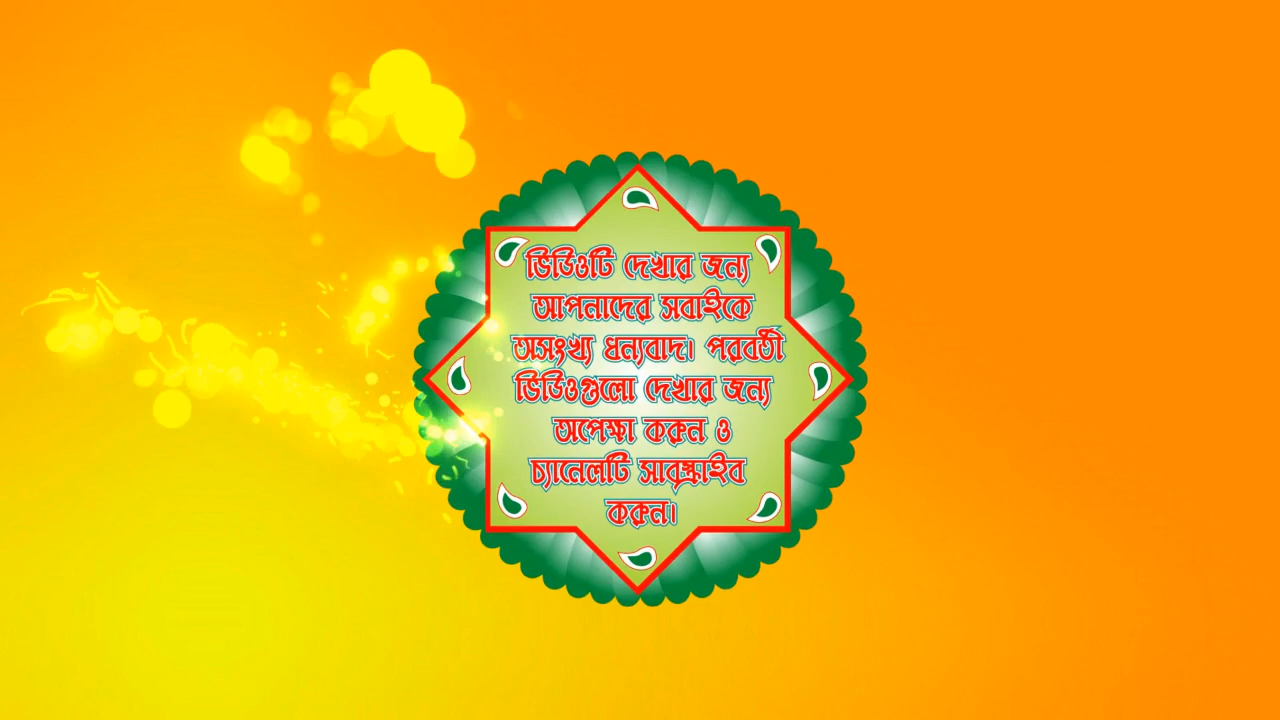 ভিডিওটি দেখার জন্য
আপনাদের সবাইকে
অসংখ্য ধন্যবাদ। পরবর্তী
ভিডিওগুলো দেখার জন্য
অপেক্ষা করুন ও
চ্যানেলটি সাবস্ক্রাইব
করুন।